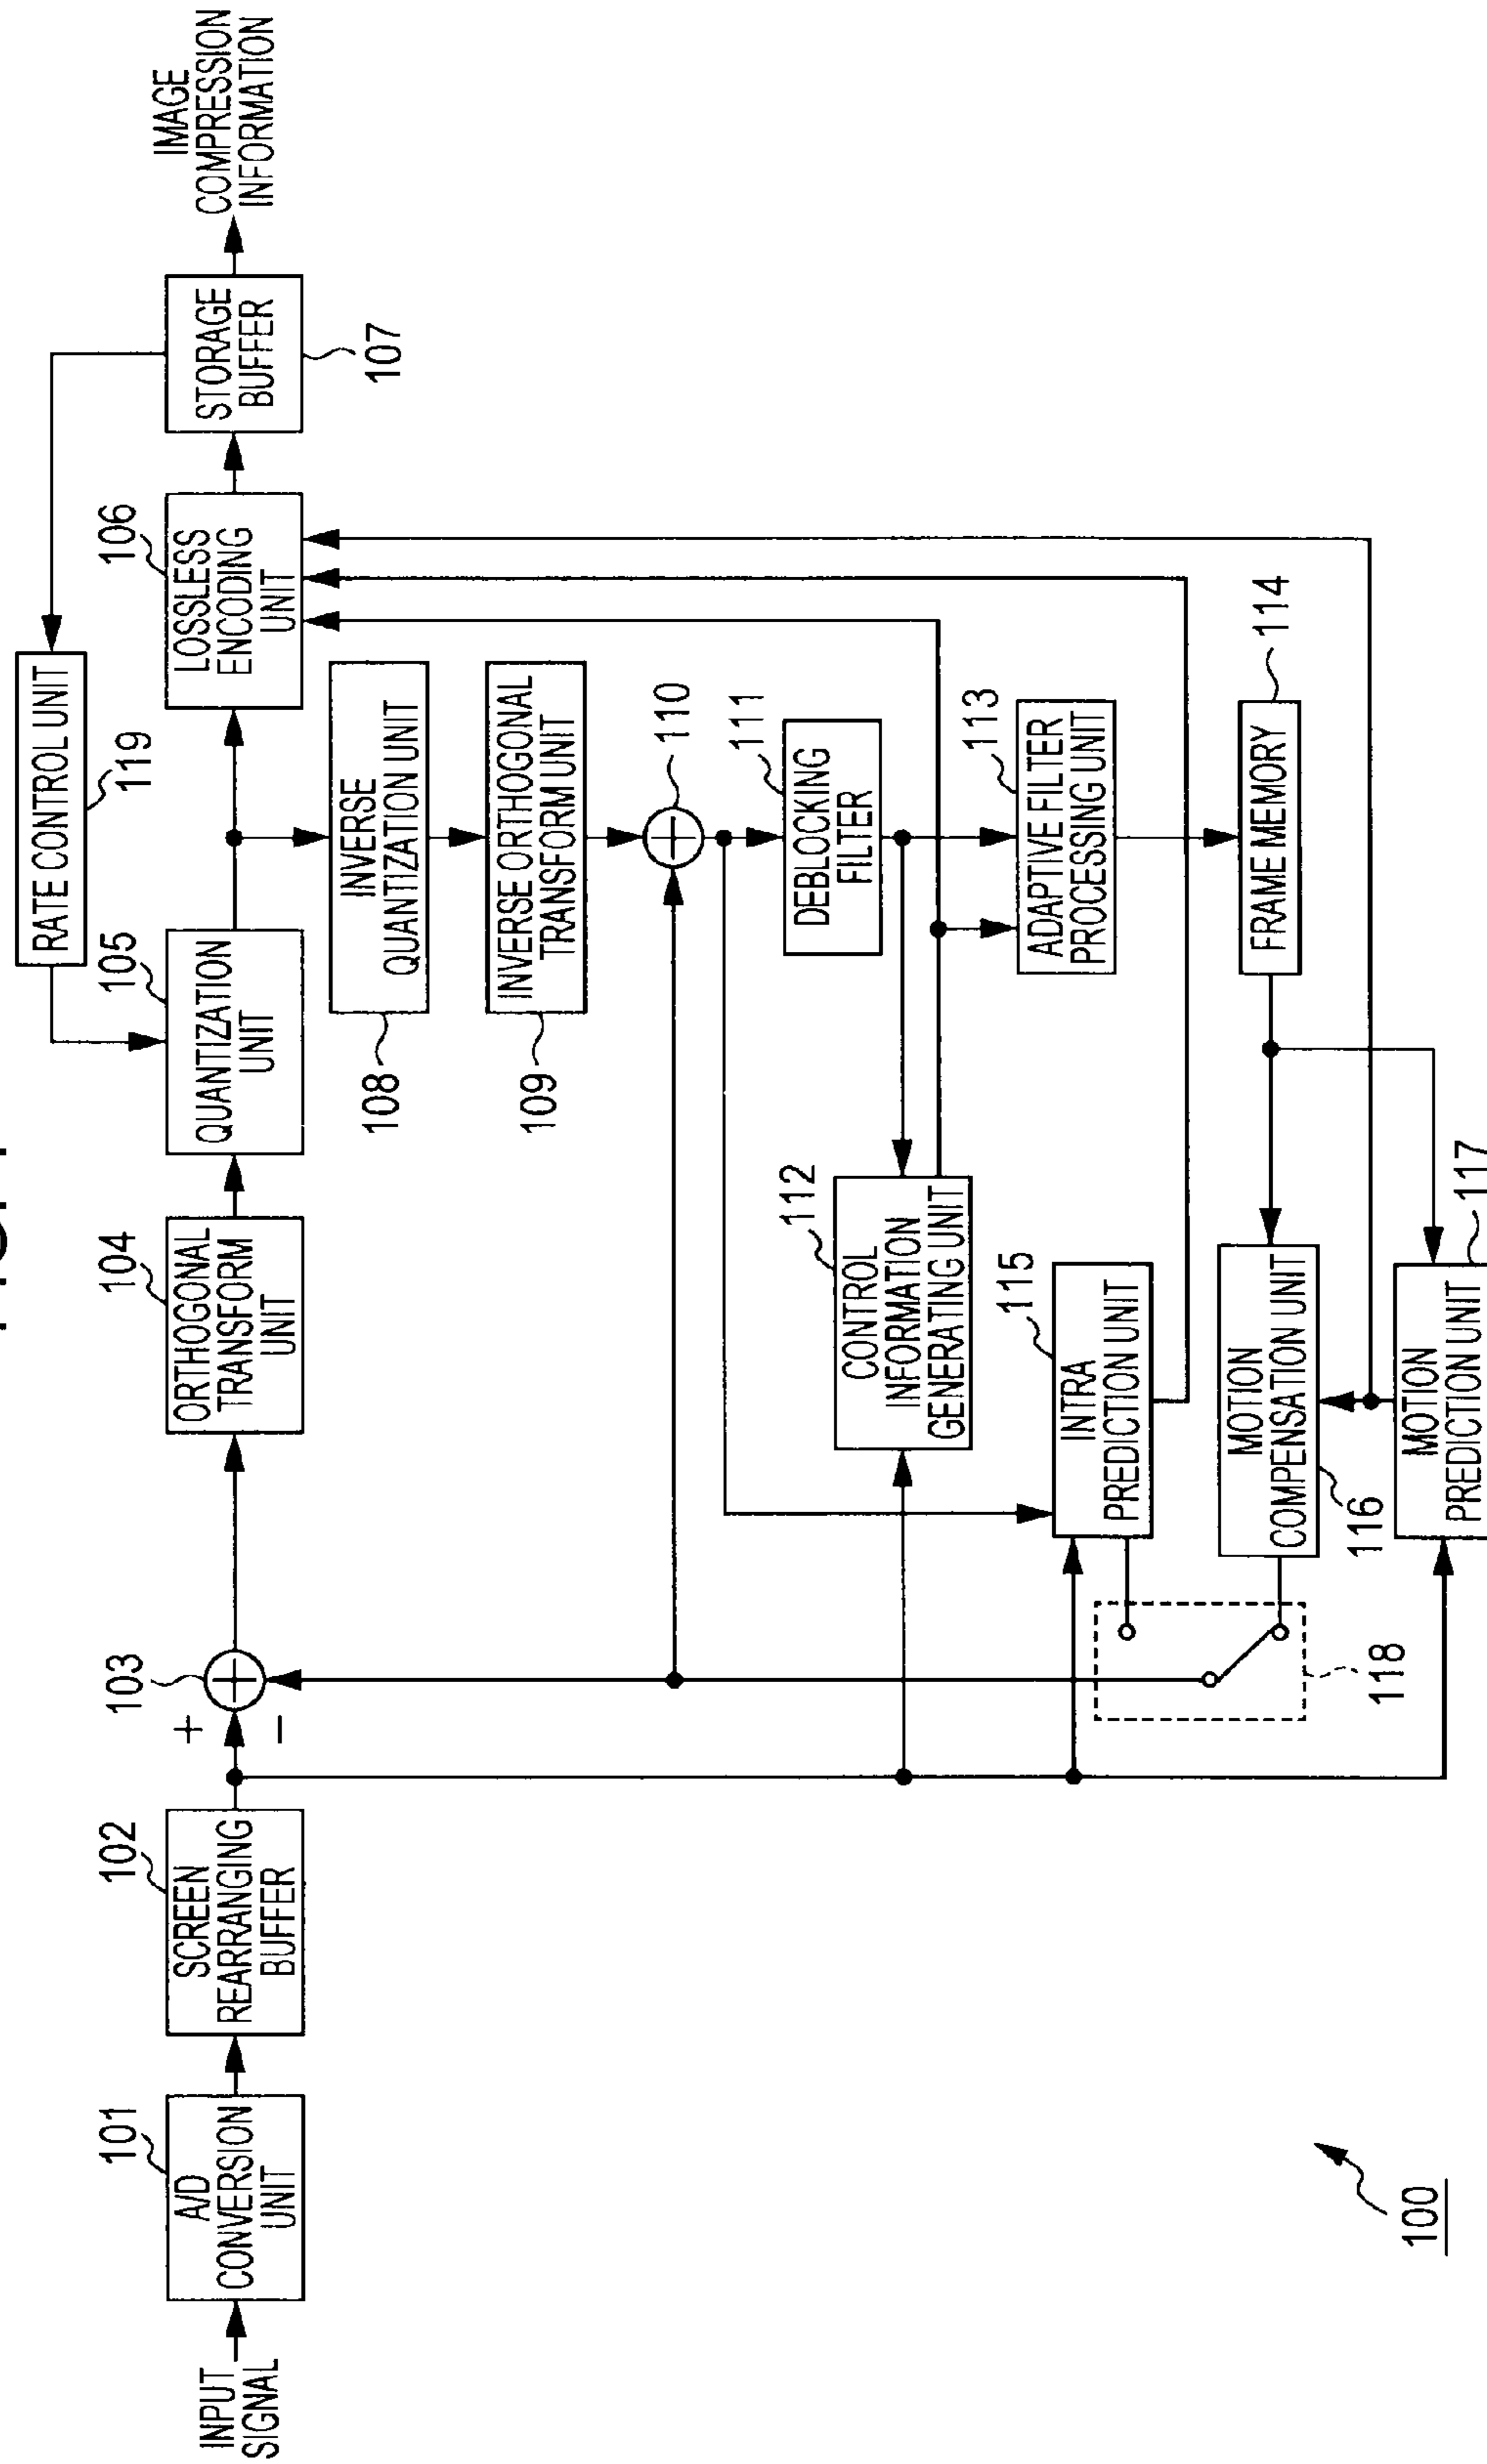 INPUT
SIGNAL
101
A/D
CONVERSION
UNIT
102
SCREEN
REARRANGING
BUFFER
103
+
−
104
ORTHOGONAL
TRANSFORM
UNIT
105
QUANTIZATION
UNIT
RATE CONTROL UNIT
119
106
LOSSLESS
ENCODING
UNIT
STORAGE
BUFFER
107
IMAGE
COMPRESSION
INFORMATION
INVERSE
QUANTIZATION UNIT
108
INVERSE ORTHOGONAL
TRANSFORM UNIT
109
110
111
DEBLOCKING
FILTER
112
CONTROL
INFORMATION
GENERATING UNIT
113
ADAPTIVE FILTER
PROCESSING UNIT
114
FRAME MEMORY
115
INTRA
PREDICTION UNIT
MOTION
COMPENSATION UNIT
116
117
MOTION
PREDICTION UNIT
118
100